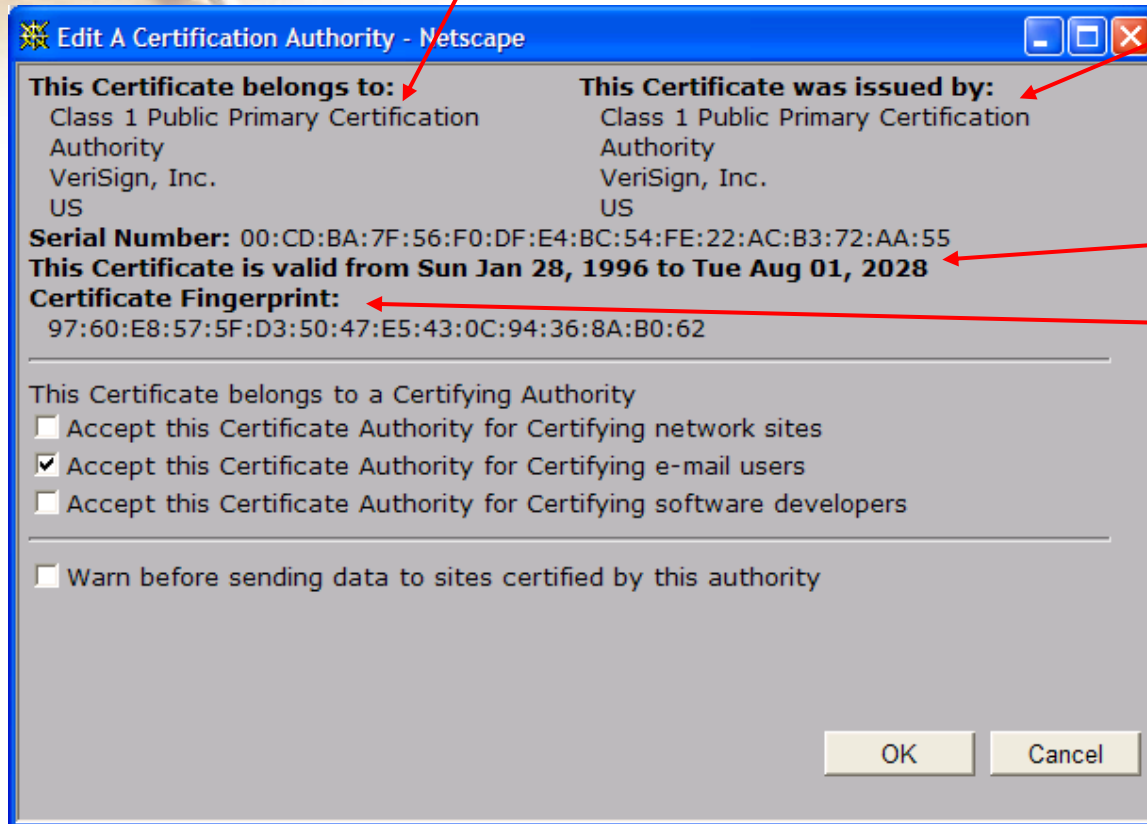 Edit A Certification Authority - Netscape
This Certificate belongs to:
Class 1 Public Primary Certification
Authority
VeriSign, Inc.
US
This Certificate was issued by:
Class 1 Public Primary Certification
Authority
VeriSign, Inc.
US
Serial Number: 00:CD:BA:7F:56:F0:DF:E4:BC:54:FE:22:AC:B3:72:AA:55
This Certificate is valid from Sun Jan 28, 1996 to Tue Aug 01, 2028
Certificate Fingerprint:
97:60:E8:57:5F:D3:50:47:E5:43:0C:94:36:8A:B0:62
This Certificate belongs to a Certifying Authority
Accept this Certificate Authority for Certifying network sites
Accept this Certificate Authority for Certifying e-mail users
Accept this Certificate Authority for Certifying software developers
Warn before sending data to sites certified by this authority
OK Cancel